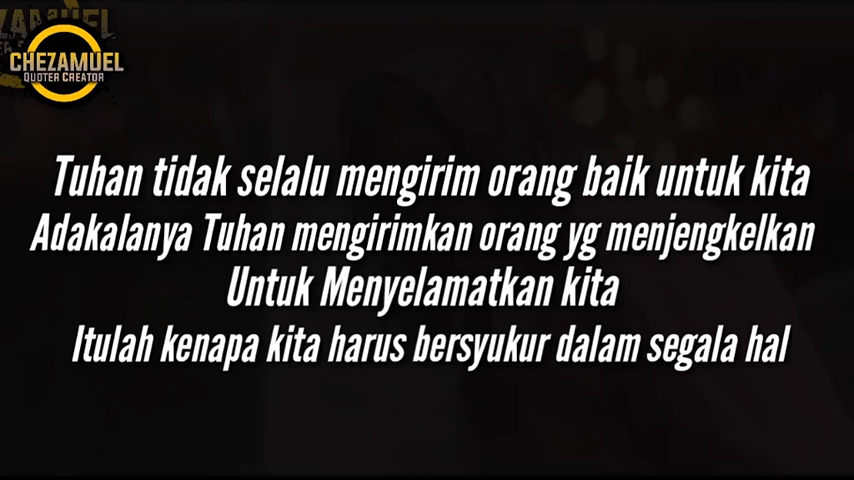 CHEZAMUEL
QUOTER CREATOR
Tuhan tidak selalu mengirim orang baik untuk kita
Adakalanya Tuhan mengirimkan orang yg menjengkelkan
Untuk Menyelamatkan kita
Itulah kenapa kita harus bersyukur dalam segala hal